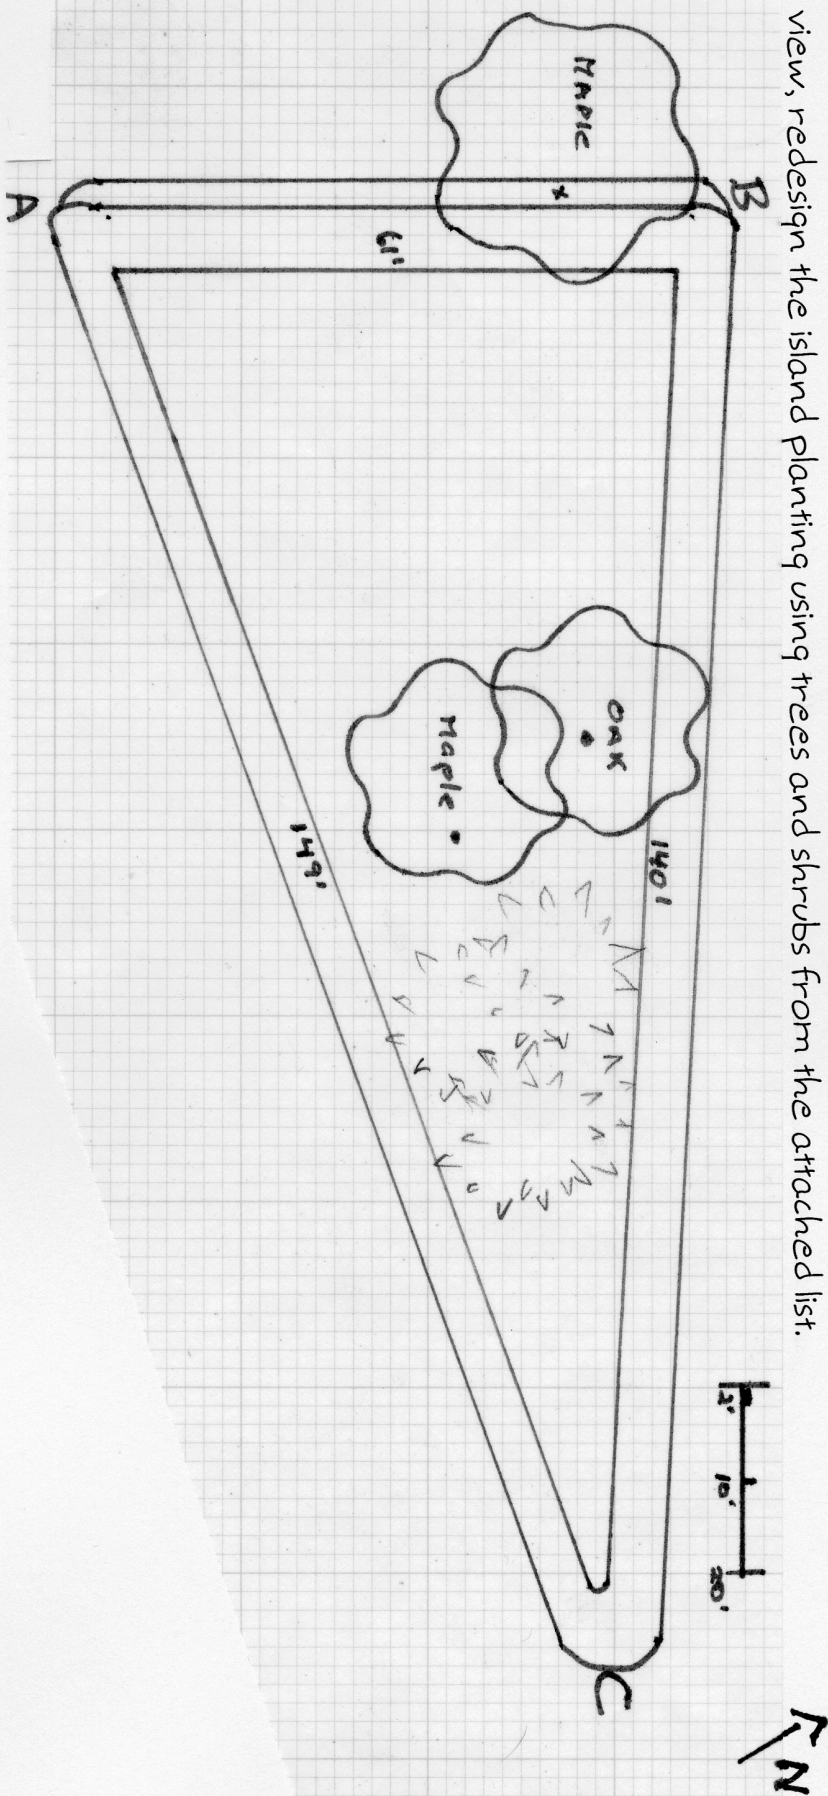 view, redesign the island planting using trees and shrubs from the attached list.
B
MAPLE
x
A
61'
OAK
Maple
140'
149'
2'
10'
20'
C
N